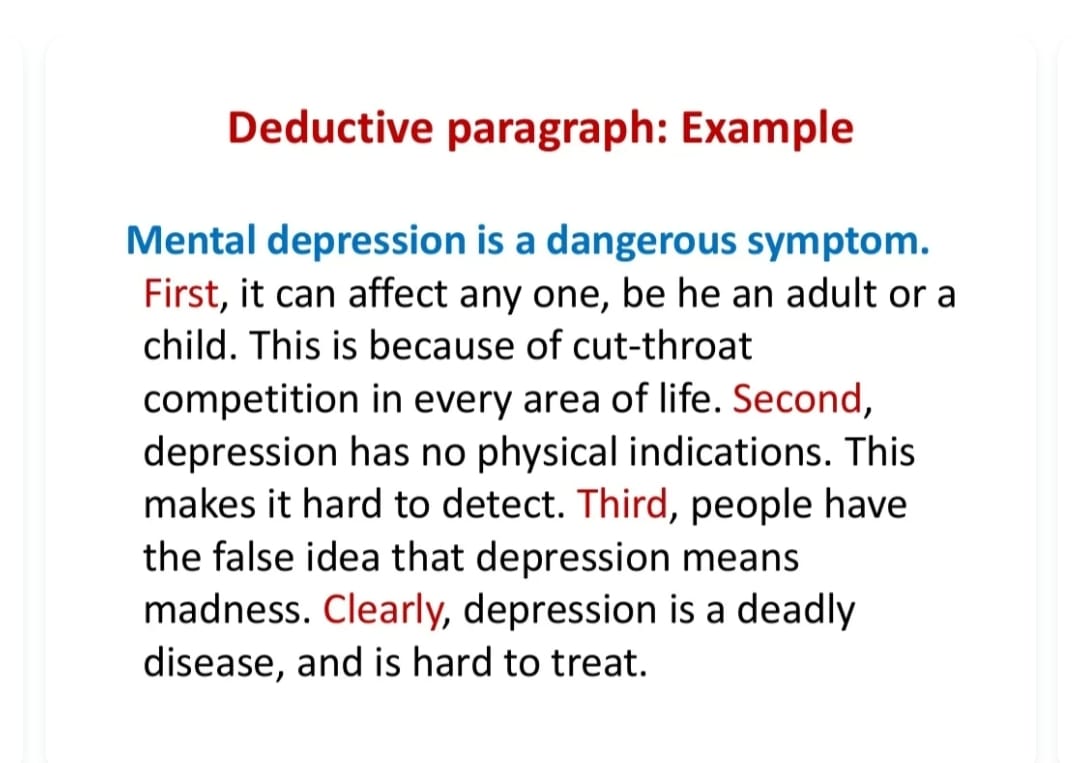 Deductive paragraph: Example
Mental depression is a dangerous symptom.
First, it can affect any one, be he an adult or a
child. This is because of cut-throat
competition in every area of life. Second,
depression has no physical indications. This
makes it hard to detect. Third, people have
the false idea that depression means
madness. Clearly, depression is a deadly
disease, and is hard to treat.